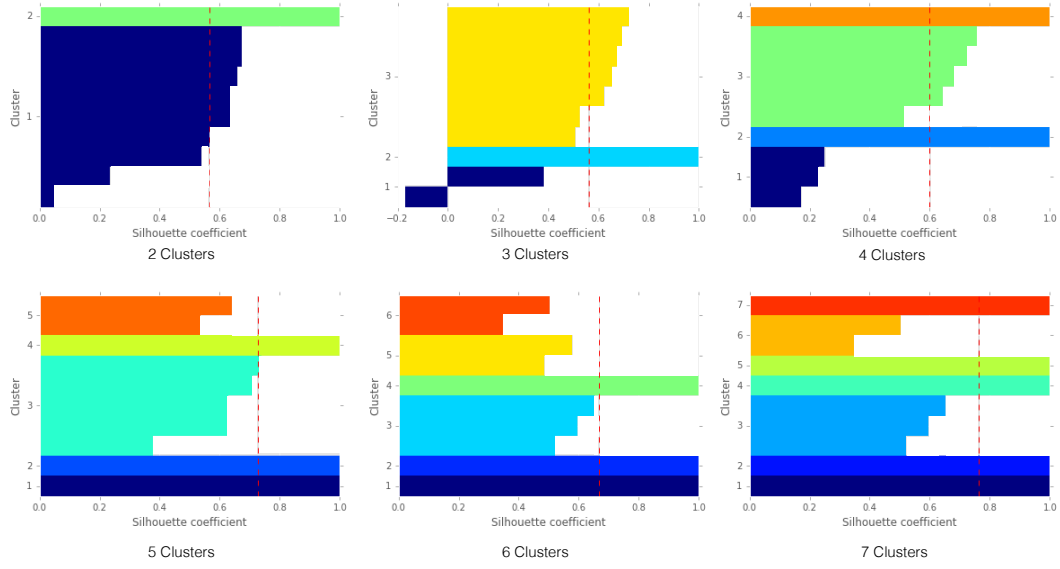 2
1
Cluster
0.0 0.2 0.4 0.6 0.8 1.0
Silhouette coefficient
2 Clusters
3
2
1
Cluster
−0.2 0.0 0.2 0.4 0.6 0.8 1.0
Silhouette coefficient
3 Clusters
4
3
2
1
Cluster
0.0 0.2 0.4 0.6 0.8 1.0
Silhouette coefficient
4 Clusters
5
4
3
2
1
Cluster
0.0 0.2 0.4 0.6 0.8 1.0
Silhouette coefficient
5 Clusters
6
5
4
3
2
1
Cluster
0.0 0.2 0.4 0.6 0.8 1.0
Silhouette coefficient
6 Clusters
7
6
5
4
3
2
1
Cluster
0.0 0.2 0.4 0.6 0.8 1.0
Silhouette coefficient
7 Clusters